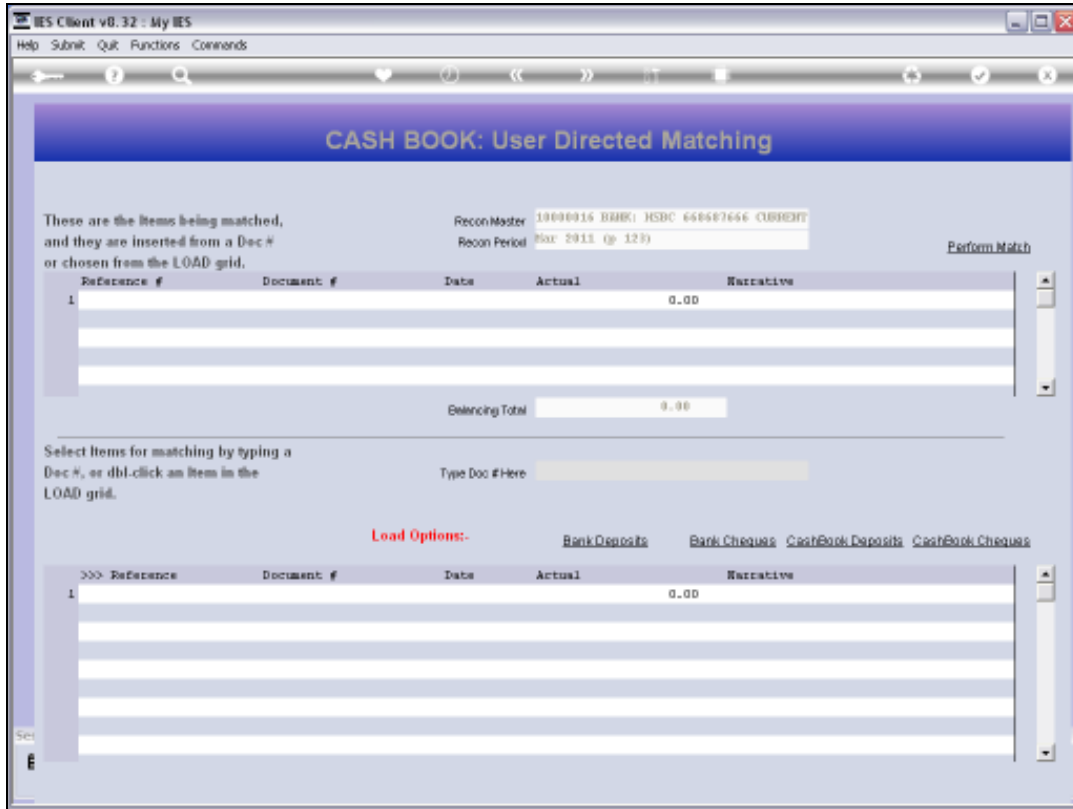 IES Client v8.32 : My IES
Help Submit Quit Functions Commands
CASH BOOK: User Directed Matching
These are the Items being matched,
and they are inserted from a Doc #
or chosen from the LOAD grid.
Recon Master 10000016 BANK: HSBC 668687666 CURRENT
Recon Period Mar 2011 (p 123)
Perform Match
Reference # Document # Date Actual Narrative
1 0.00
Balancing Total 0.00
Select Items for matching by typing a
Doc #, or dbl-click an Item in the
LOAD grid.
Type Doc # Here
Load Options:-
Bank Deposits Bank Cheques CashBook Deposits CashBook Cheques
>>> Reference Document # Date Actual Narrative
1 0.00